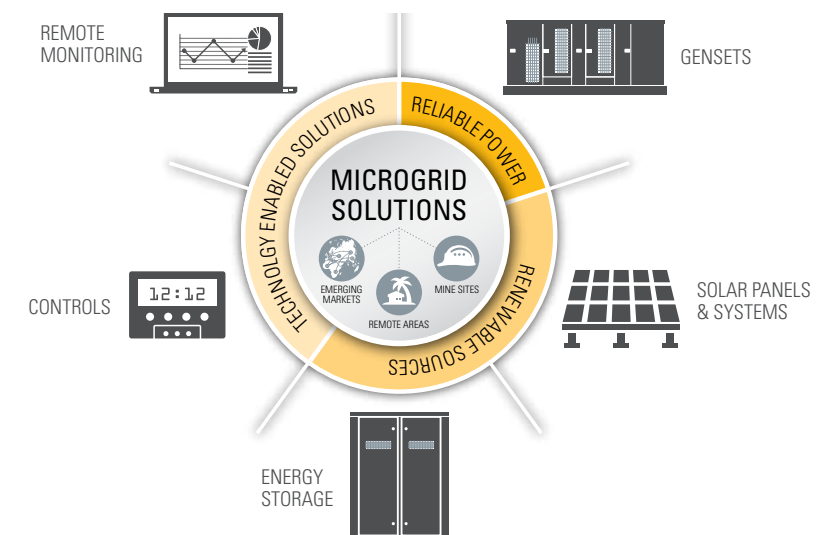 REMOTE
MONITORING
GENSETS
TECHNOLGY ENABLED SOLUTIONS
RELIABLE POWER
MICROGRID
SOLUTIONS
EMERGING
MARKETS
REMOTE AREAS
MINE SITES
RENEWABLE SOURCES
CONTROLS
12:12
SOLAR PANELS
& SYSTEMS
ENERGY
STORAGE